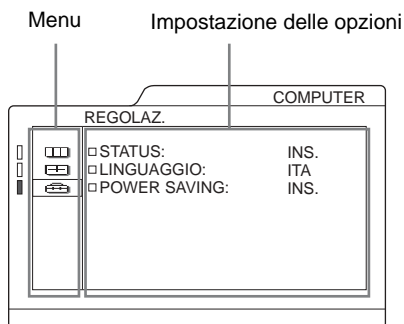 Menu Impostazione delle opzioni
COMPUTER
REGOLAZ.
STATUS: INS.
LINGUAGGIO: ITA
POWER SAVING: INS.